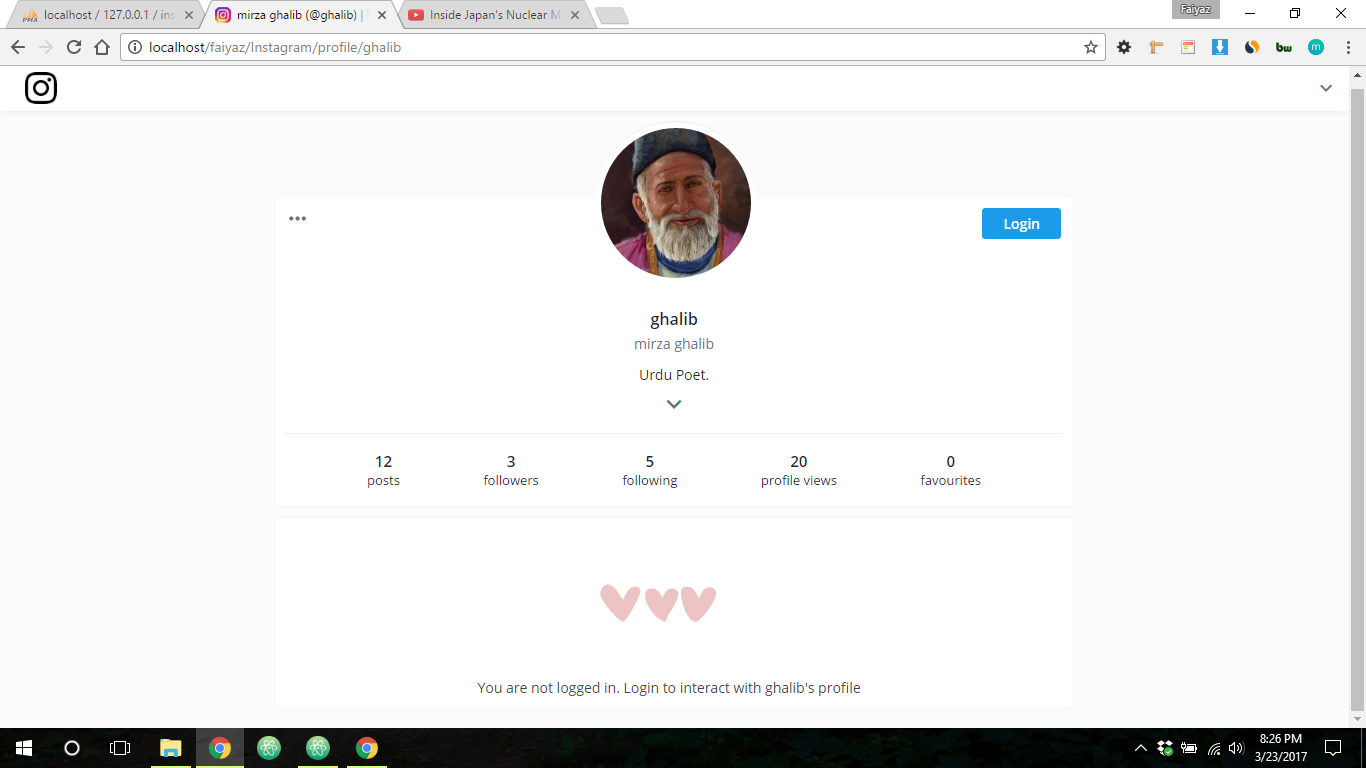 PMA
localhost / 127.0.0.1 / ins
mirza ghalib (@ghalib) |
Inside Japan's Nuclear M
Faiyaz
localhost/faiyaz/Instagram/profile/ghalib
bw
m
Login
ghalib
mirza ghalib
Urdu Poet.
12 3 5 20 0
posts followers following profile views favourites
You are not logged in. Login to interact with ghalib's profile
8:26 PM
3/23/2017